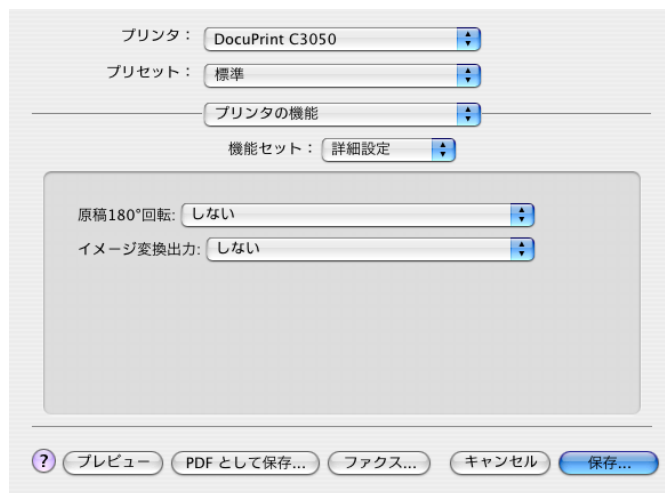 プリンタ： DocuPrint C3050
プリセット： 標準
プリンタの機能
機能セット： 詳細設定
原稿180°回転: しない
イメージ変換出力: しない
? プレビュー PDF として保存... ファクス... キャンセル 保存...